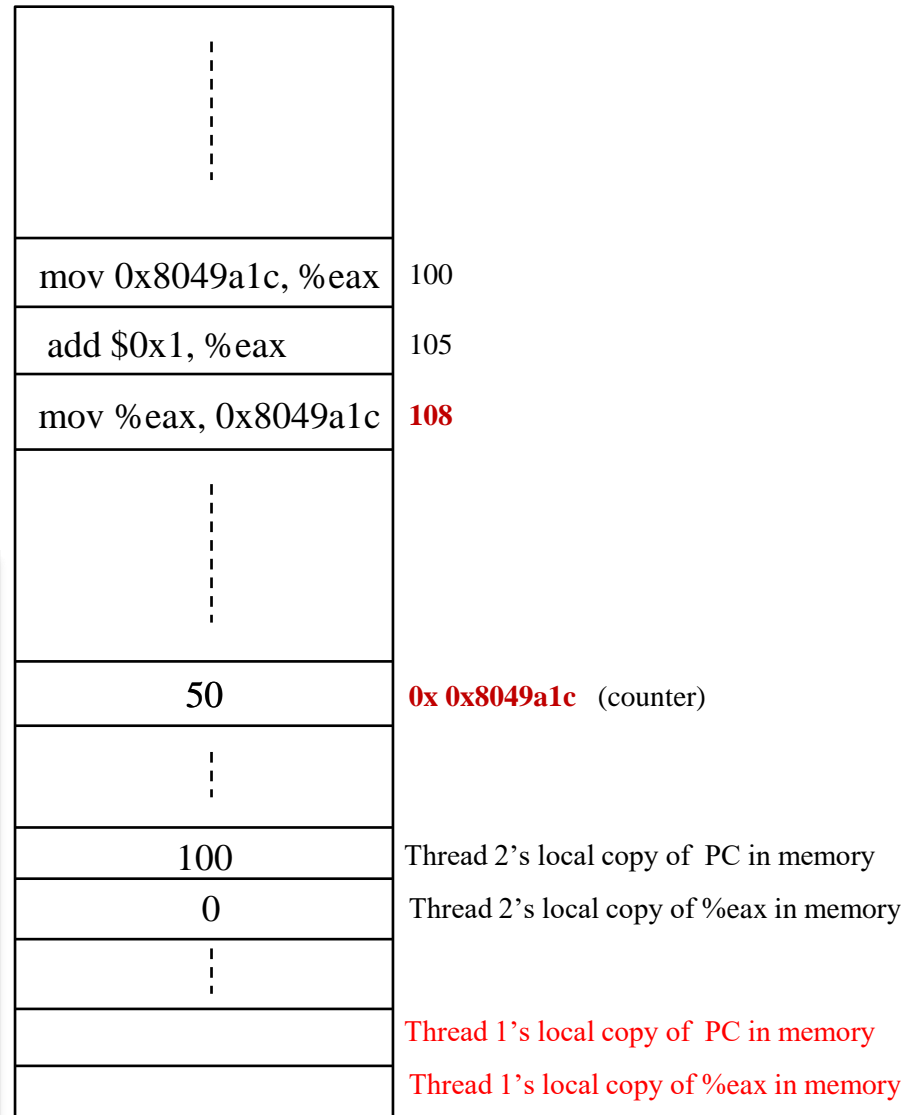 mov 0x8049a1c, %eax 100
add $0x1, %eax 105
mov %eax, 0x8049a1c 108
50 0x 0x8049a1c (counter)
100 Thread 2’s local copy of PC in memory
0 Thread 2’s local copy of %eax in memory
Thread 1’s local copy of PC in memory
Thread 1’s local copy of %eax in memory